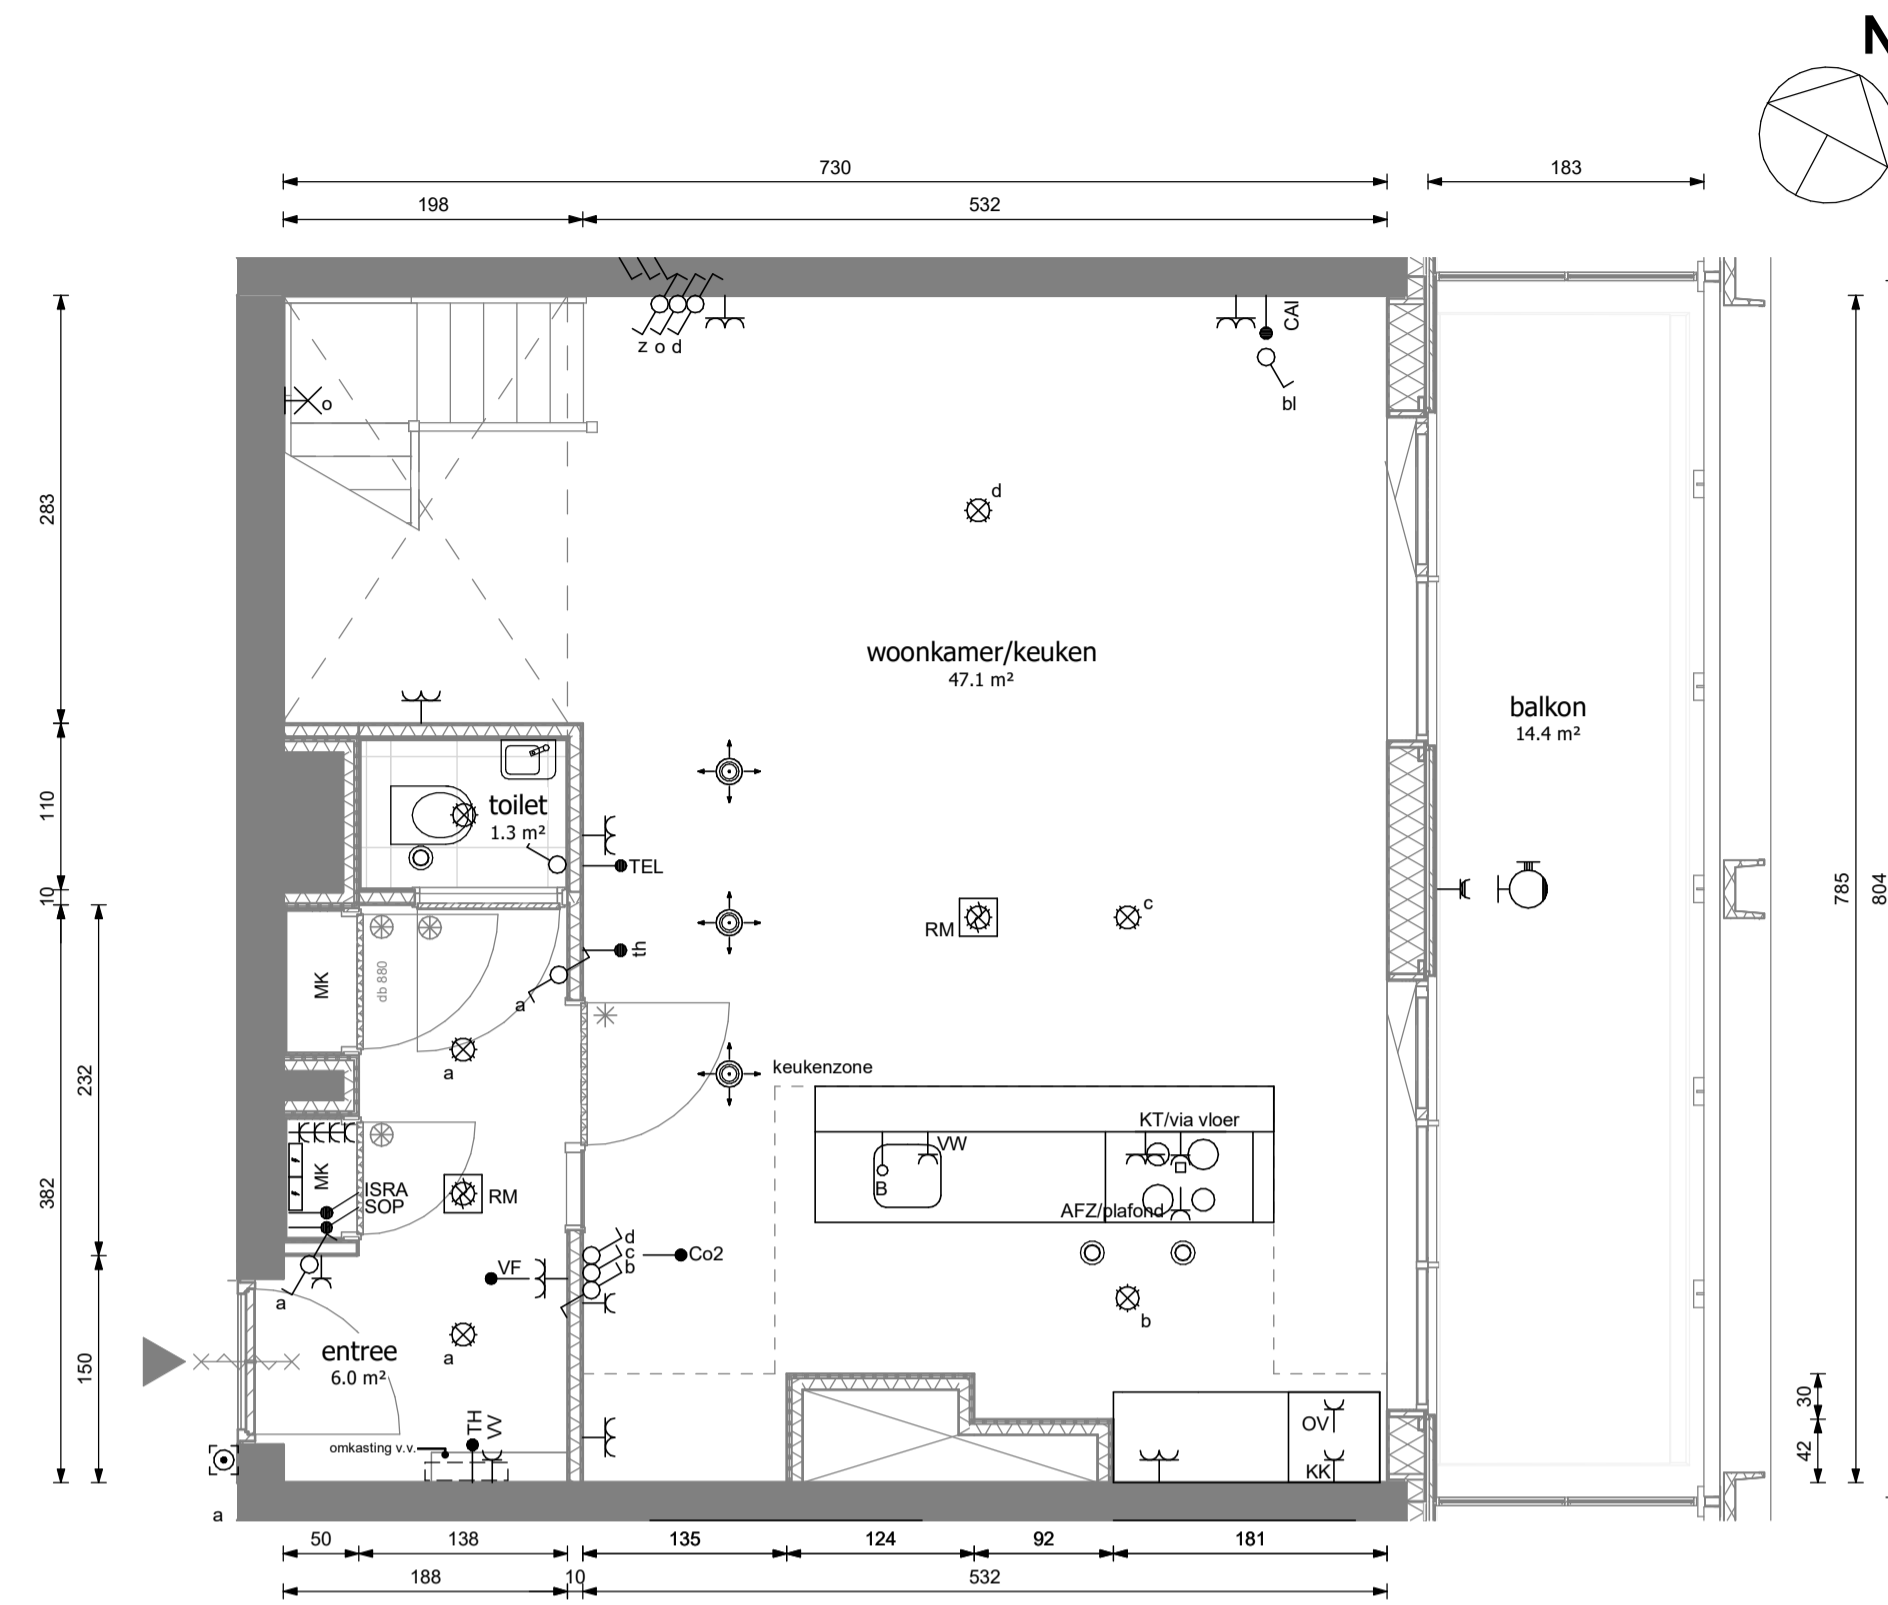 N
730
183
198
532
CAI
z o d
bl
o
d
283
woonkamer/keuken
47.1 m²
balkon
14.4 m²
110
toilet
1.3 m²
TEL
10
785
804
RM
c
th
MK
db 880
a
a
keukenzone
232
KT/via vloer
VW
382
MK
ISRA
SOP
RM
B
AFZ/plafond
d
c
b
Co2
VF
a
b
entree
6.0 m²
a
150
30
42
TH
VV
omkasting v.v.
OV
KK
a
50
138
135
124
92
181
188
10
532